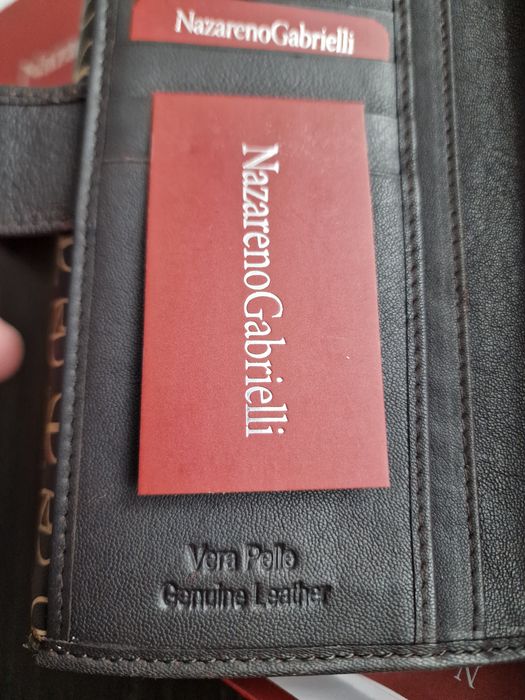 NazarenoGabrielli
NazarenoGabrielli
Vera Pelle
Genuine Leather
N